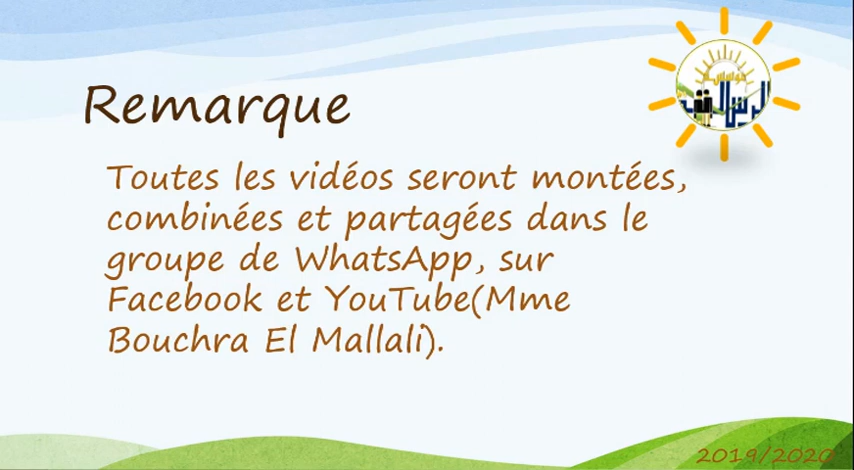 Remarque
Toutes les vidéos seront montées,
combinées et partagées dans le
groupe de WhatsApp, sur
Facebook et YouTube(Mme
Bouchra El Mallali).
2019/2020